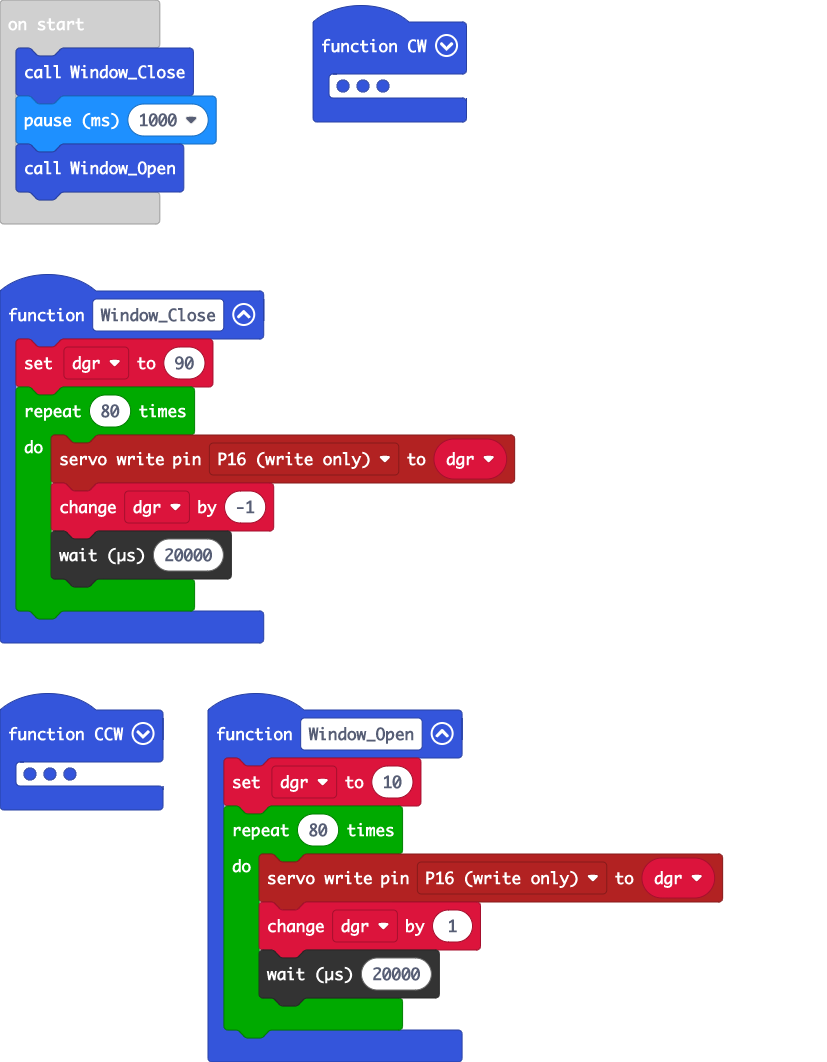 on start
call Window_Close
pause (ms) 1000
call Window_Open
function CW
function Window_Close
set dgr to 90
repeat 80 times
do
servo write pin P16 (write only) to dgr
change dgr by -1
wait (µs) 20000
function CCW
function Window_Open
set dgr to 10
repeat 80 times
do
servo write pin P16 (write only) to dgr
change dgr by 1
wait (µs) 20000